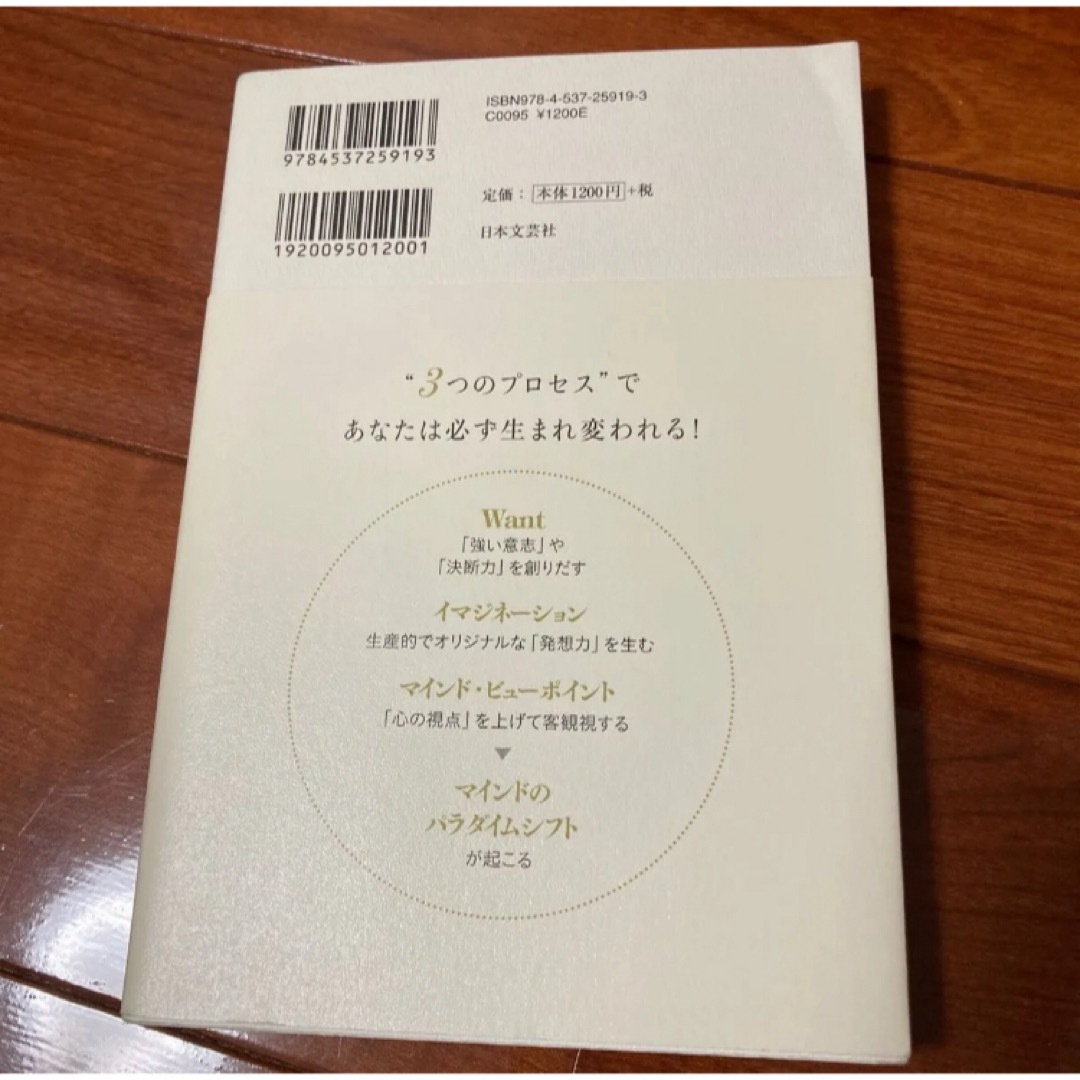 ISBN978-4-537-25919-3
C0095 ¥1200E
9784537259193
定価：本体1200円+税
1920095012001
日本文芸社
“3つのプロセス”で
あなたは必ず生まれ変われる！
Want
「強い意志」や
「決断力」を創りだす
イマジネーション
生産的でオリジナルな「発想力」を生む
マインド・ビューポイント
「心の視点」を上げて客観視する
マインドの
パラダイムシフト
が起こる